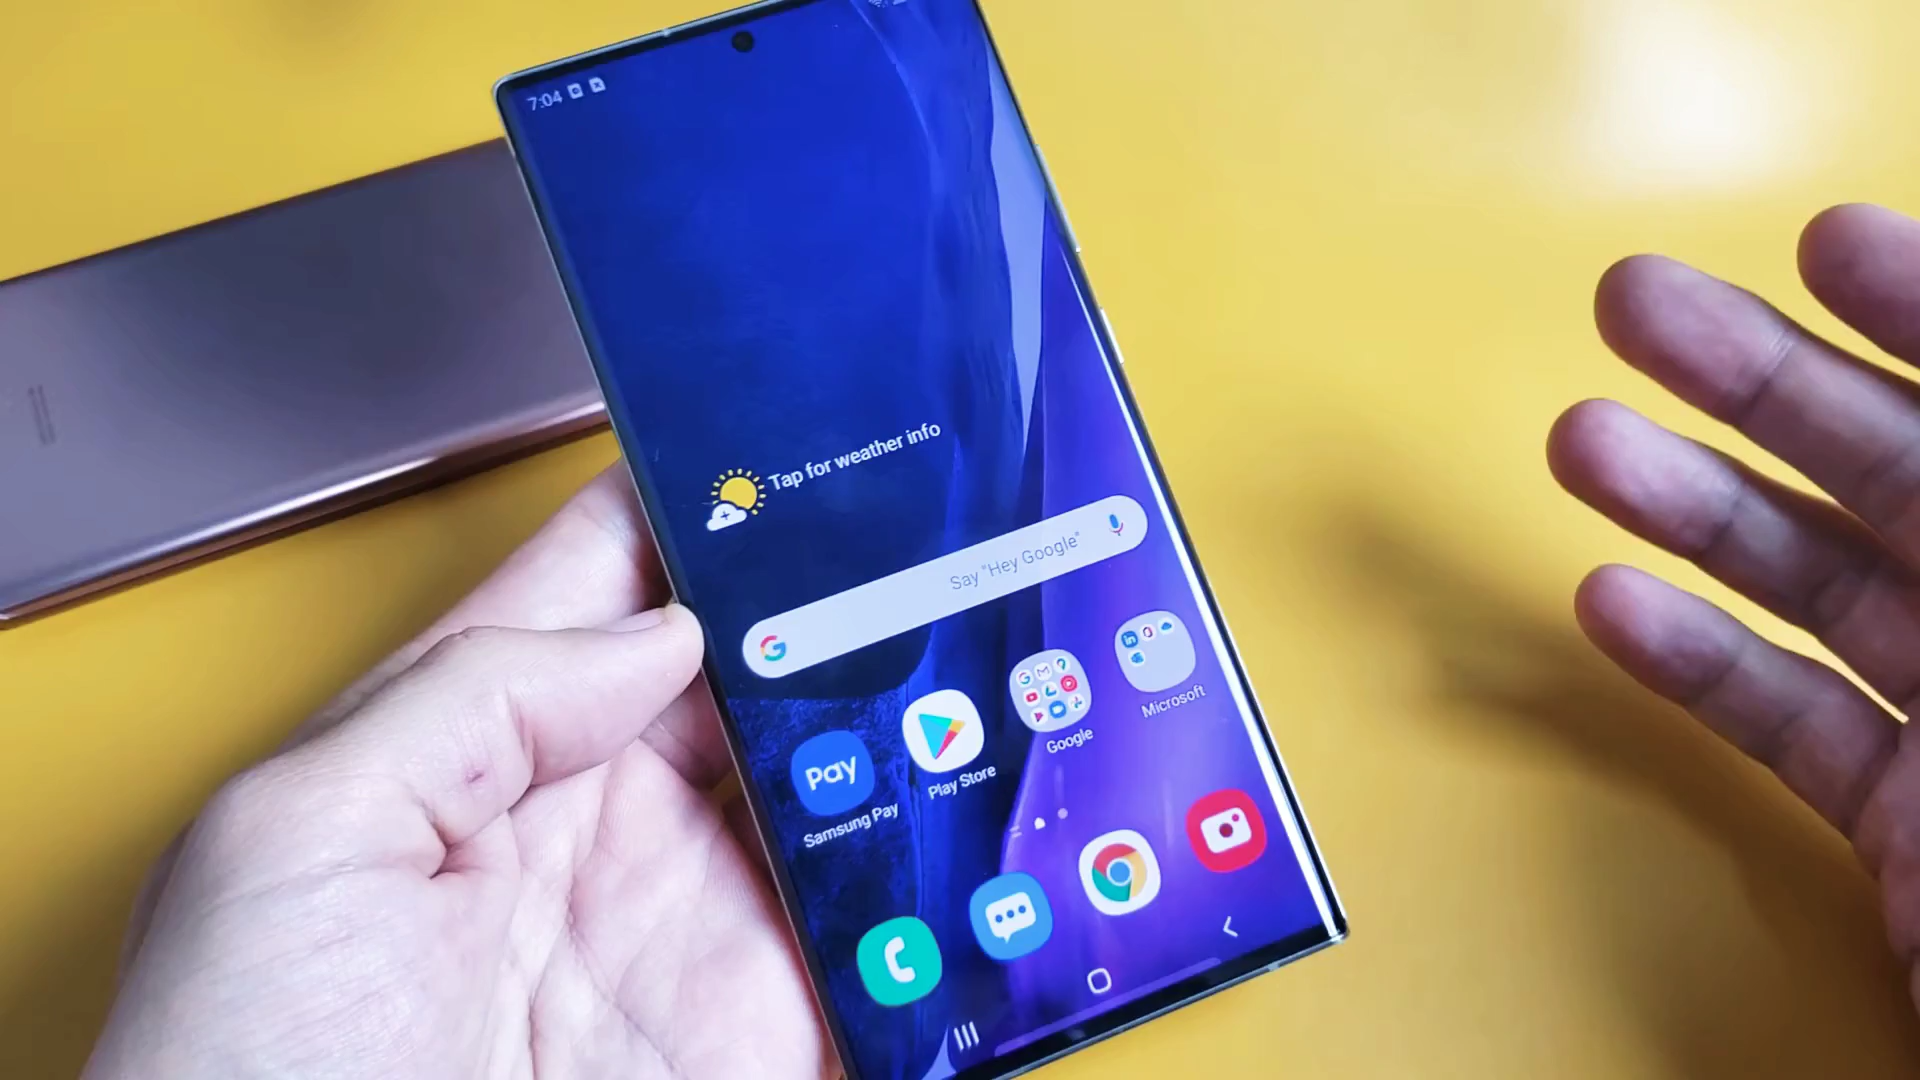 7:04
Tap for weather info
Say "Hey Google"
Pay
Samsung Pay
Play Store
Google
Microsoft